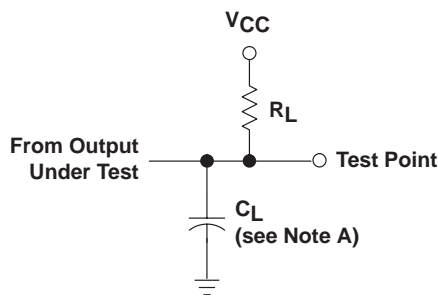 VCC
RL
From Output
Under Test
Test Point
CL
(see Note A)